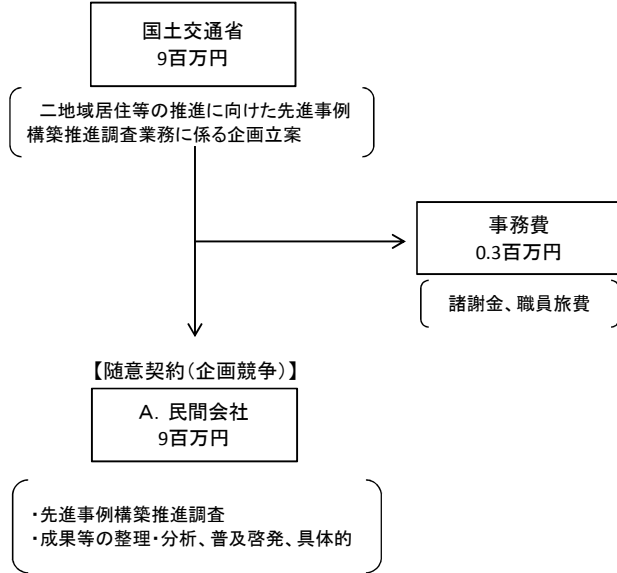 国土交通省
9百万円
二地域居住等の推進に向けた先進事例
構築推進調査業務に係る企画立案
事務費
0.3百万円
諸謝金、職員旅費
【随意契約(企画競争)】
A. 民間会社
9百万円
・先進事例構築推進調査
・成果等の整理・分析、普及啓発、具体的